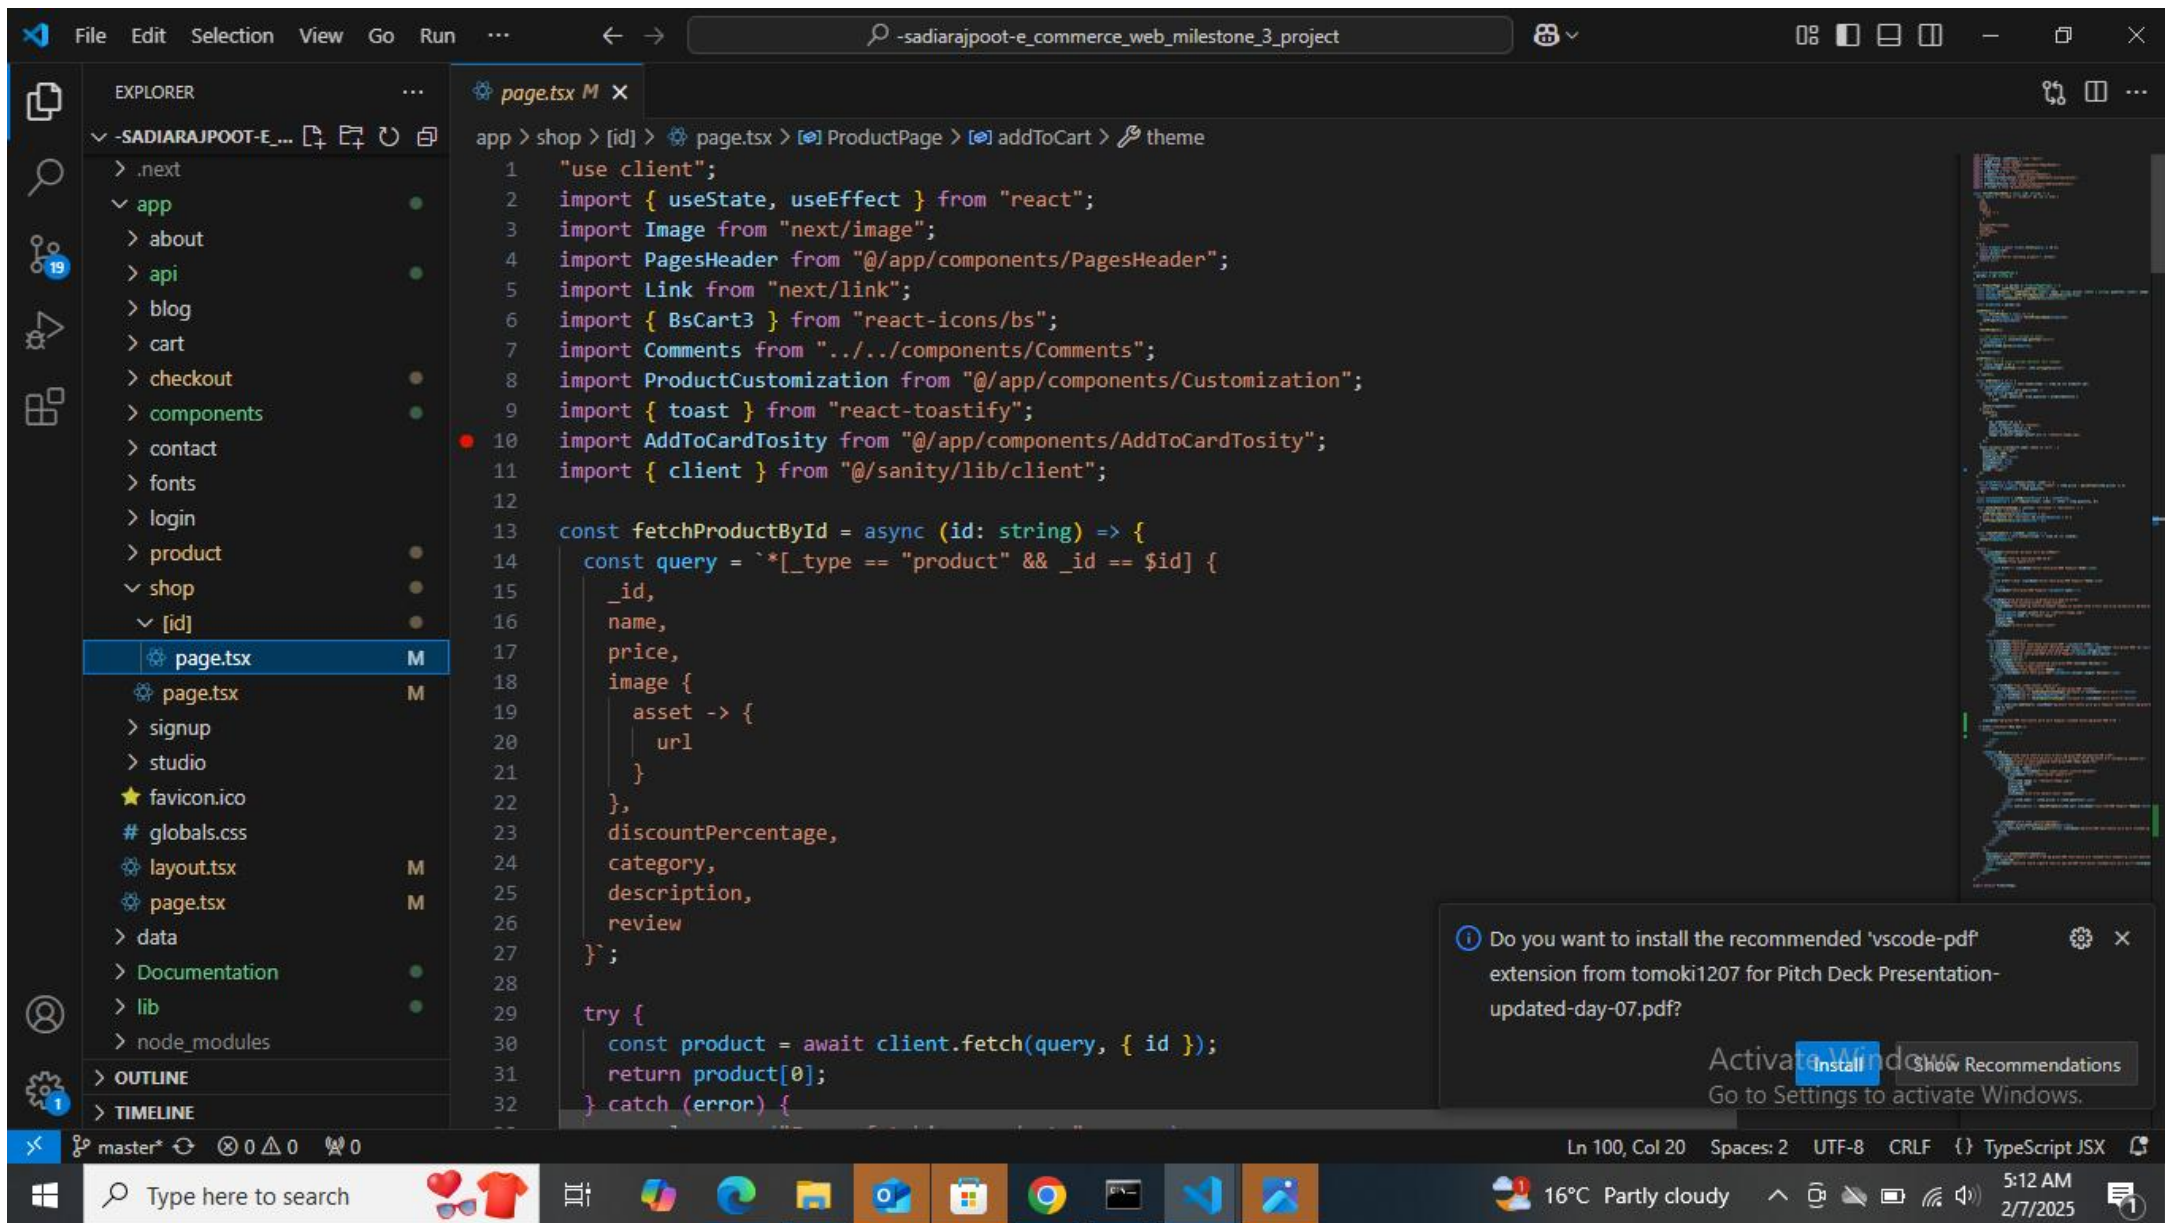 File Edit Selection View Go Run ···
-sadiarajpoot-e_commerce_web_milestone_3_project
EXPLORER ···
-SADIARAJPOOT-E_...
.next
app
about
api
blog
cart
checkout
components
contact
fonts
login
product
shop
[id]
page.tsx M
page.tsx M
signup
studio
favicon.ico
# globals.css
layout.tsx M
page.tsx M
data
Documentation
lib
node_modules
OUTLINE
TIMELINE
19
1
page.tsx M
app > shop > [id] > page.tsx > ProductPage > addToCart > theme
1 "use client";
2 import { useState, useEffect } from "react";
3 import Image from "next/image";
4 import PagesHeader from "@/app/components/PagesHeader";
5 import Link from "next/link";
6 import { BsCart3 } from "react-icons/bs";
7 import Comments from "../../components/Comments";
8 import ProductCustomization from "@/app/components/Customization";
9 import { toast } from "react-toastify";
10 import AddToCardTosity from "@/app/components/AddToCardTosity";
11 import { client } from "@/sanity/lib/client";
12
13 const fetchProductById = async (id: string) => {
14 const query = `*[_type == "product" && _id == $id] {
15 _id,
16 name,
17 price,
18 image {
19 asset -> {
20 url
21 }
22 },
23 discountPercentage,
24 category,
25 description,
26 review
27 }`;
28
29 try {
30 const product = await client.fetch(query, { id });
31 return product[0];
32 } catch (error) {
Do you want to install the recommended 'vscode-pdf'
extension from tomoki1207 for Pitch Deck Presentation-
updated-day-07.pdf?
Install Show Recommendations
Activate Windows
Go to Settings to activate Windows.
master* 0 0 0
Ln 100, Col 20 Spaces: 2 UTF-8 CRLF {} TypeScript JSX
Type here to search
16°C Partly cloudy
5:12 AM
2/7/2025
1